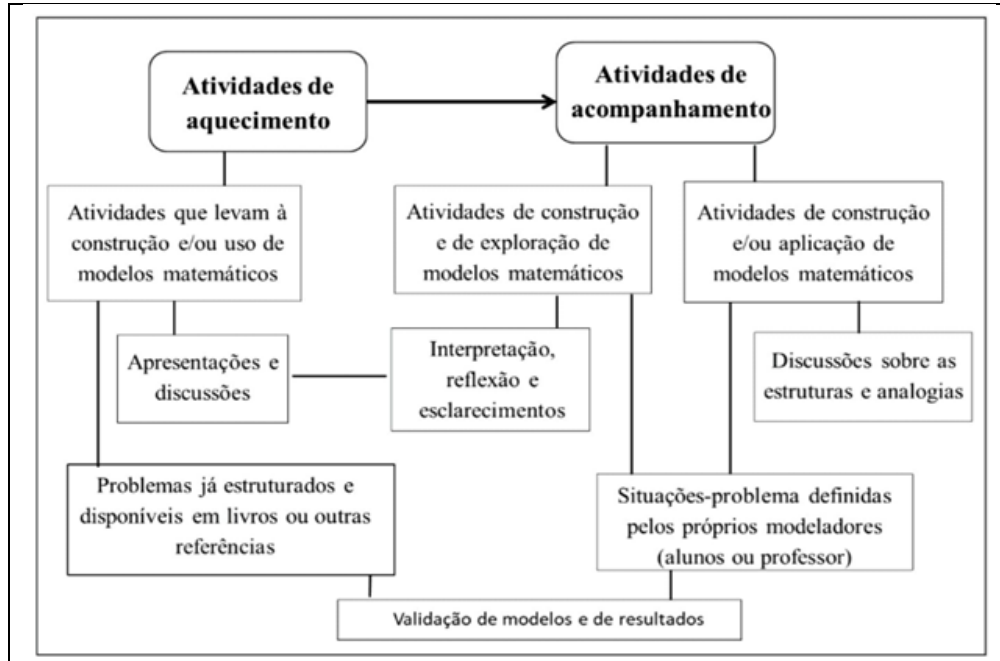 Atividades de
aquecimento
Atividades de
acompanhamento
Atividades que levam à
construção e/ou uso de
modelos matemáticos
Atividades de construção
e de exploração de
modelos matemáticos
Atividades de construção
e/ou aplicação de
modelos matemáticos
Apresentações e
discussões
Interpretação,
reflexão e
esclarecimentos
Discussões sobre as
estruturas e analogias
Problemas já estruturados e
disponíveis em livros ou outras
referências
Situações-problema definidas
pelos próprios modeladores
(alunos ou professor)
Validação de modelos e de resultados